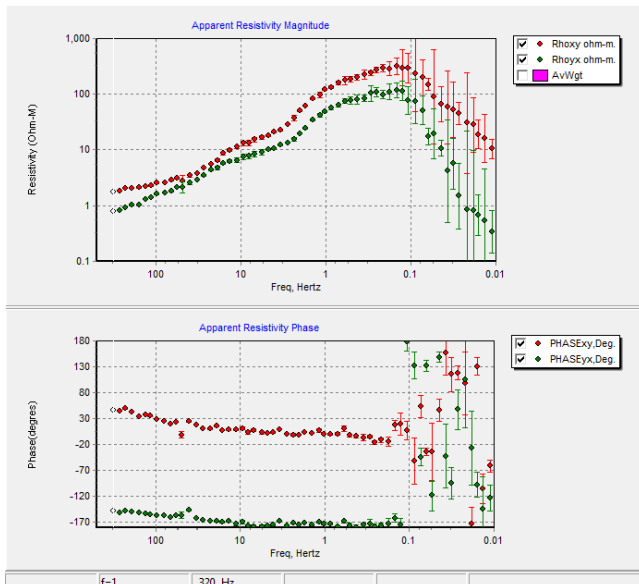 Apparent Resistivity Magnitude
1,000
100
10
1
0.1
Resistivity (Ohm-M)
100
10
1
0.1
0.01
Freq, Hertz
Rhoxy ohm-m.
Rhoyx ohm-m.
AvWgt
Apparent Resistivity Phase
180
130
80
30
-20
-70
-120
-170
Phase(degrees)
100
10
1
0.1
0.01
Freq, Hertz
PHASExy,Deg.
PHASEyx,Deg.
f=1
320 Hz